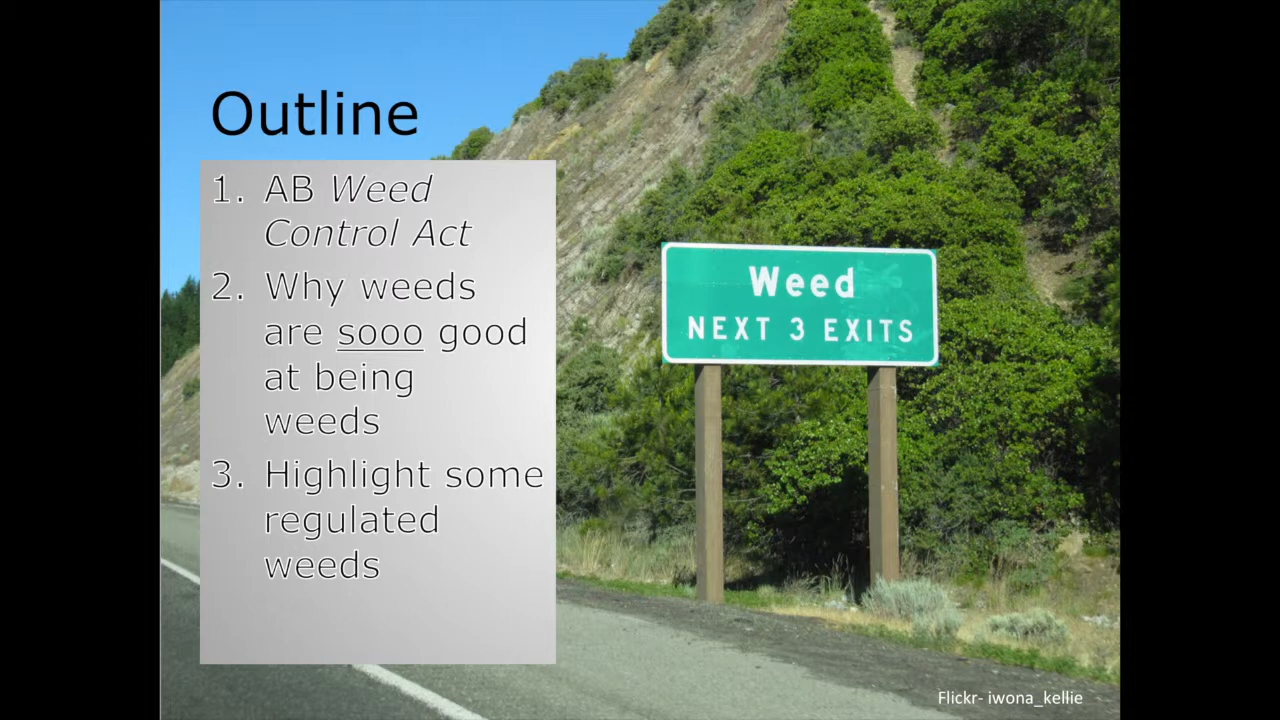 Outline
1. AB Weed
Control Act
2. Why weeds
are sooo good
at being
weeds
3. Highlight some
regulated
weeds
Weed
NEXT 3 EXITS
Flickr- iwona_kellie